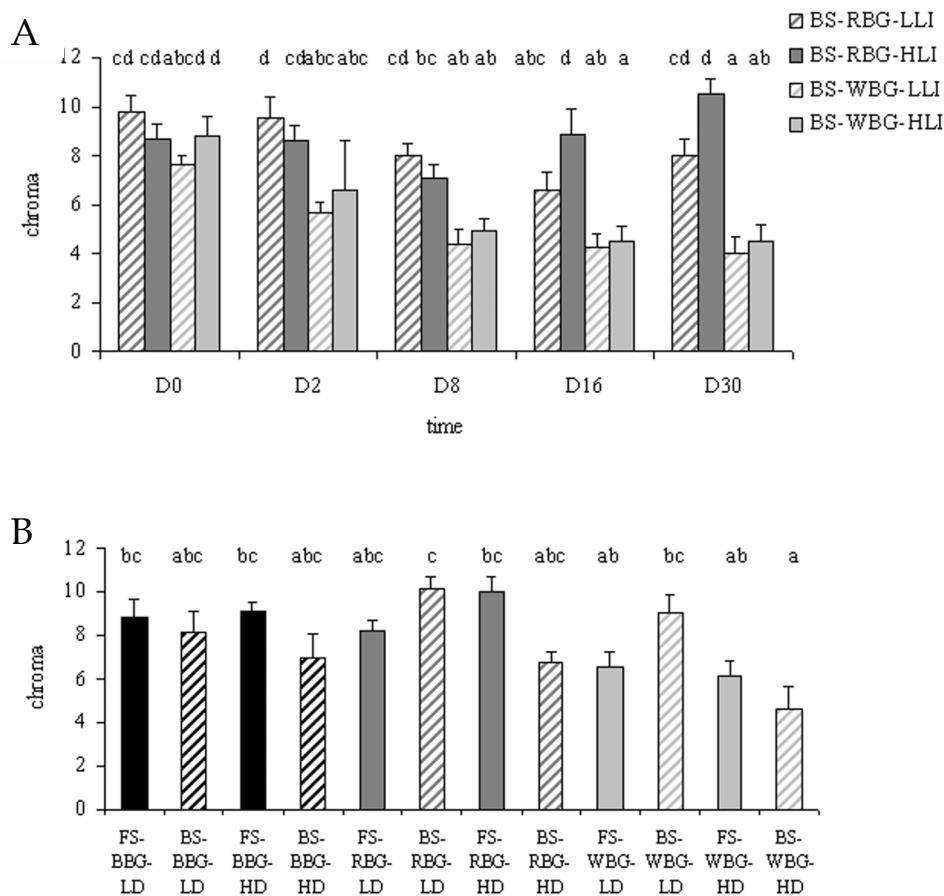 A
BS-RBG-LLI
BS-RBG-HLI
BS-WBG-LLI
BS-WBG-HLI
12
10
8
6
4
2
0
chroma
cd cd abcd d d cd abc abc cd bc ab ab abc d ab a cd d a ab
D0 D2 D8 D16 D30
time
B
12
10
8
6
4
2
0
chroma
bc abc bc abc abc c bc abc ab bc ab a
FS- BS- FS- BS- FS- BS- FS- BS- FS- BS- FS- BS-
BBG- BBG- BBG- BBG- RBG- RBG- RBG- RBG- WBG- WBG- WBG- WBG-
LD LD HD HD LD LD HD HD LD LD HD HD